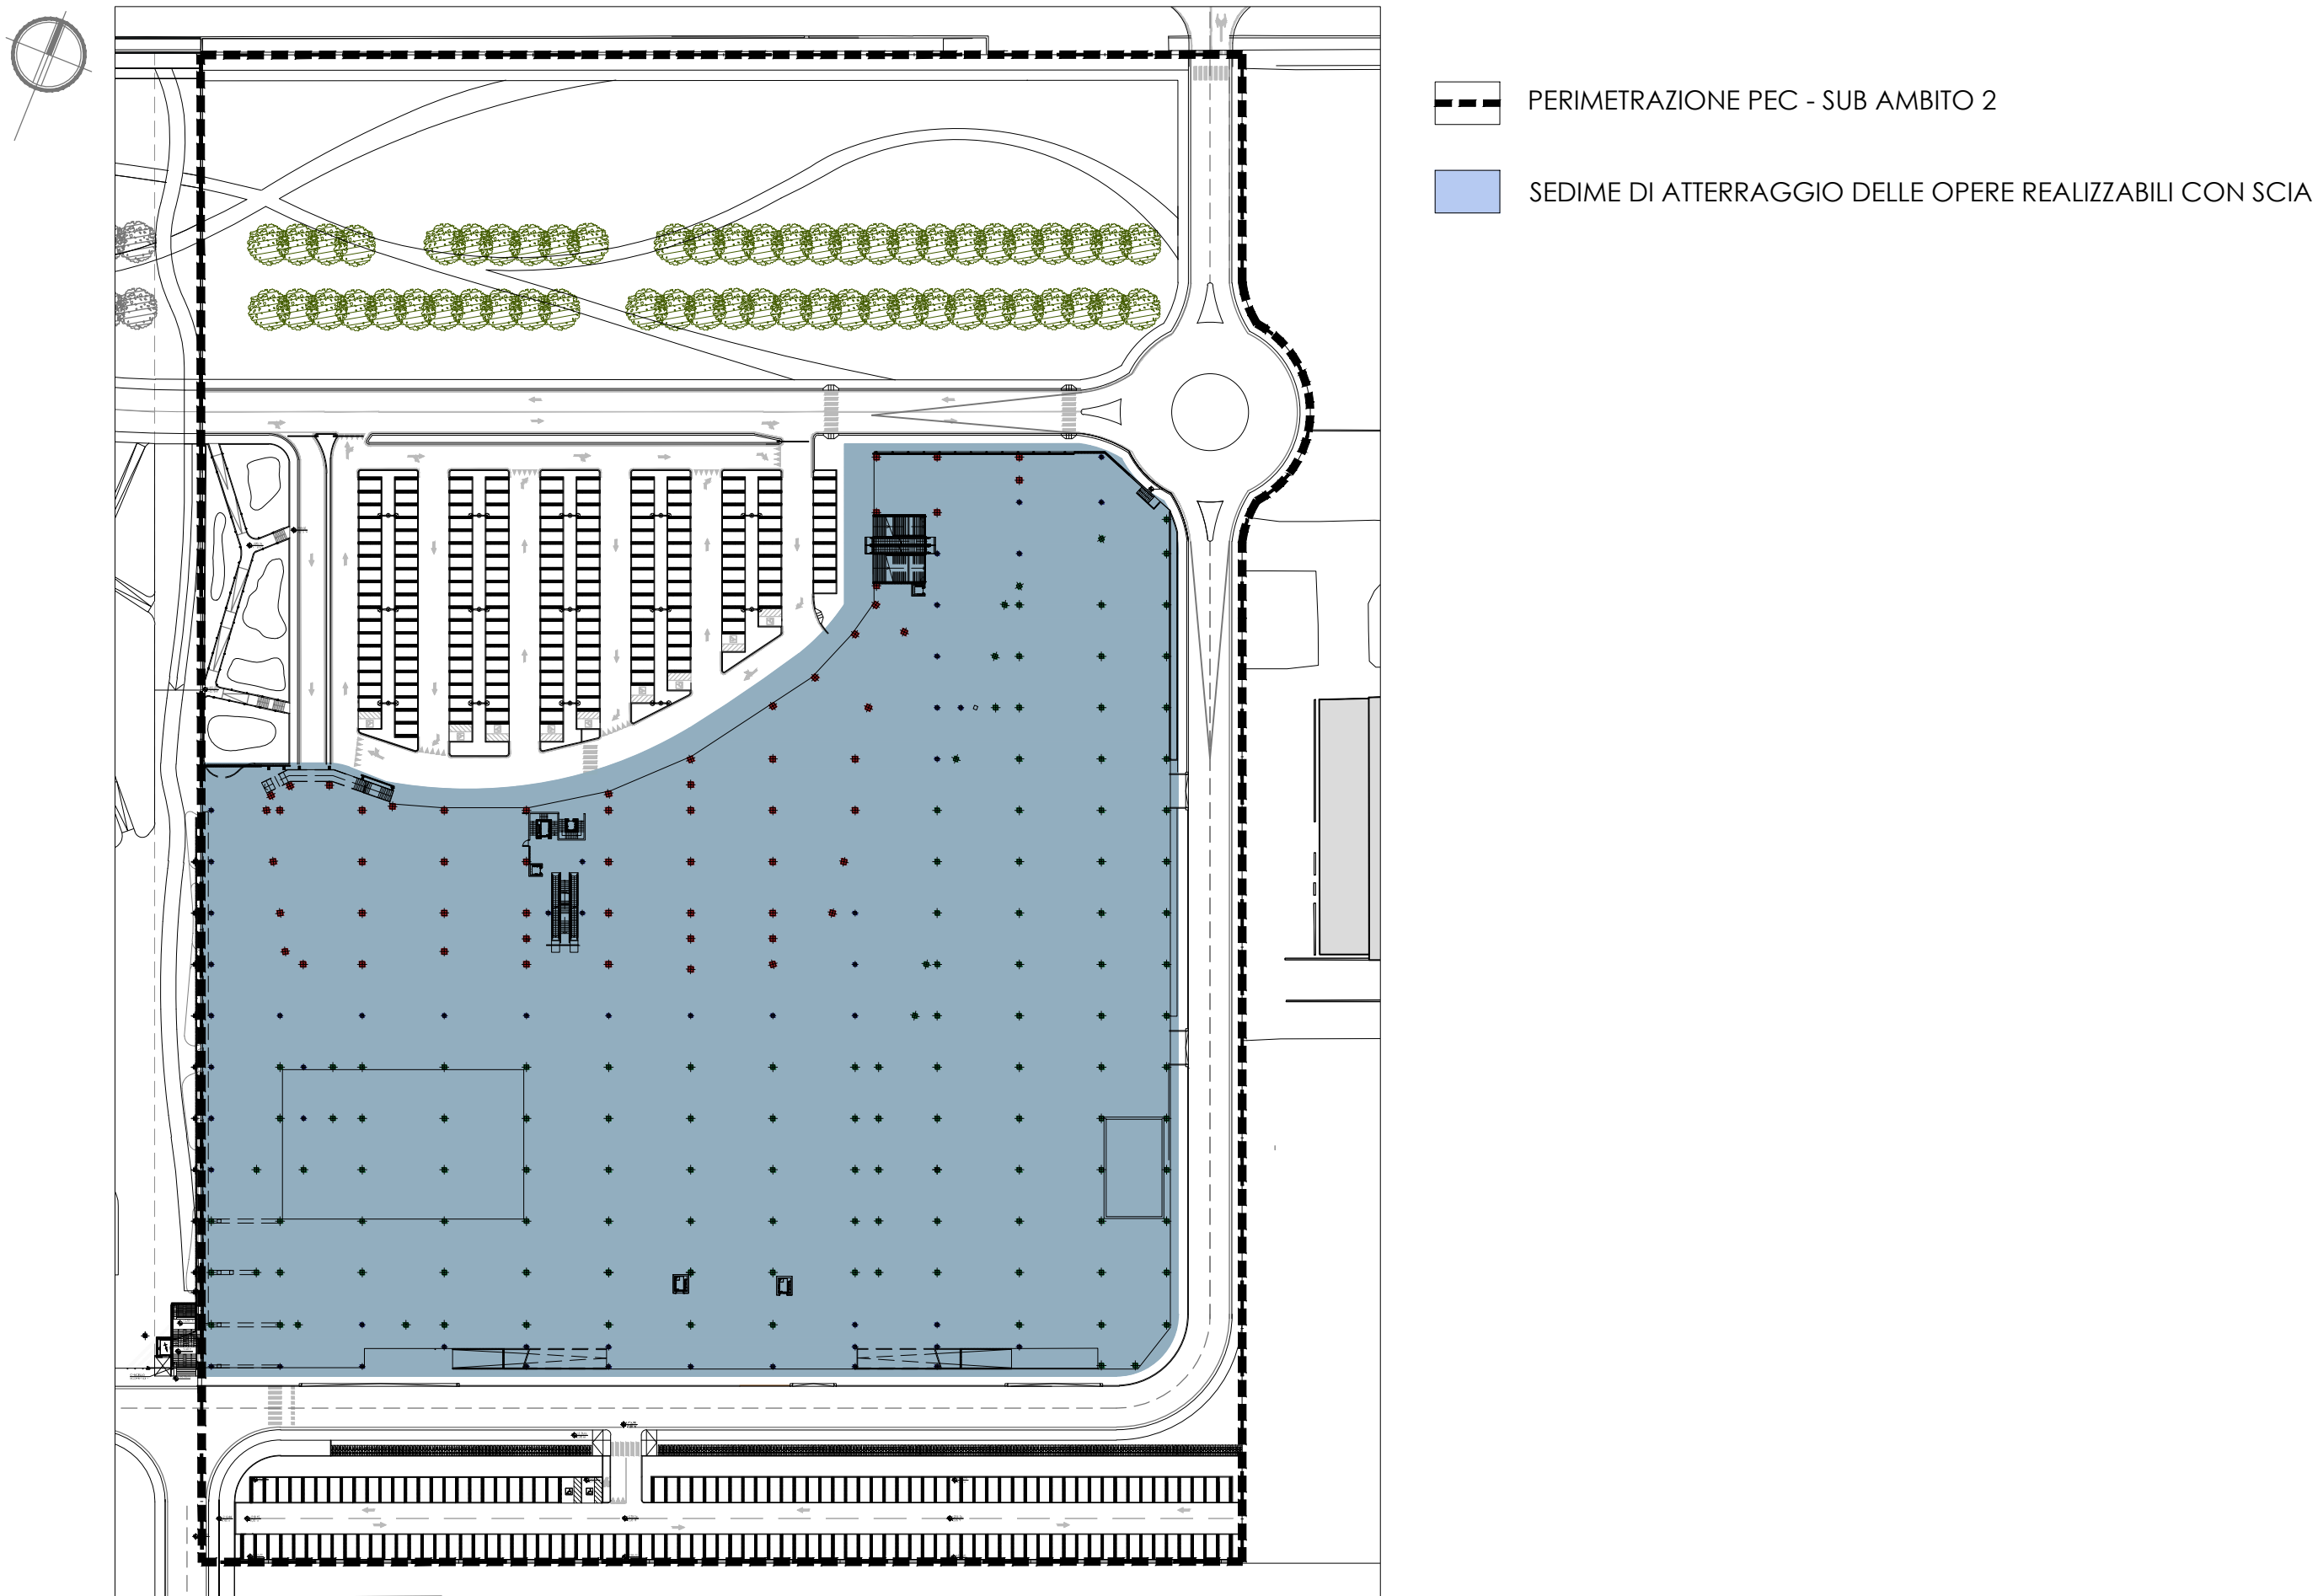 PERIMETRAZIONE PEC - SUB AMBITO 2
SEDIME DI ATTERRAGGIO DELLE OPERE REALIZZABILI CON SCIA